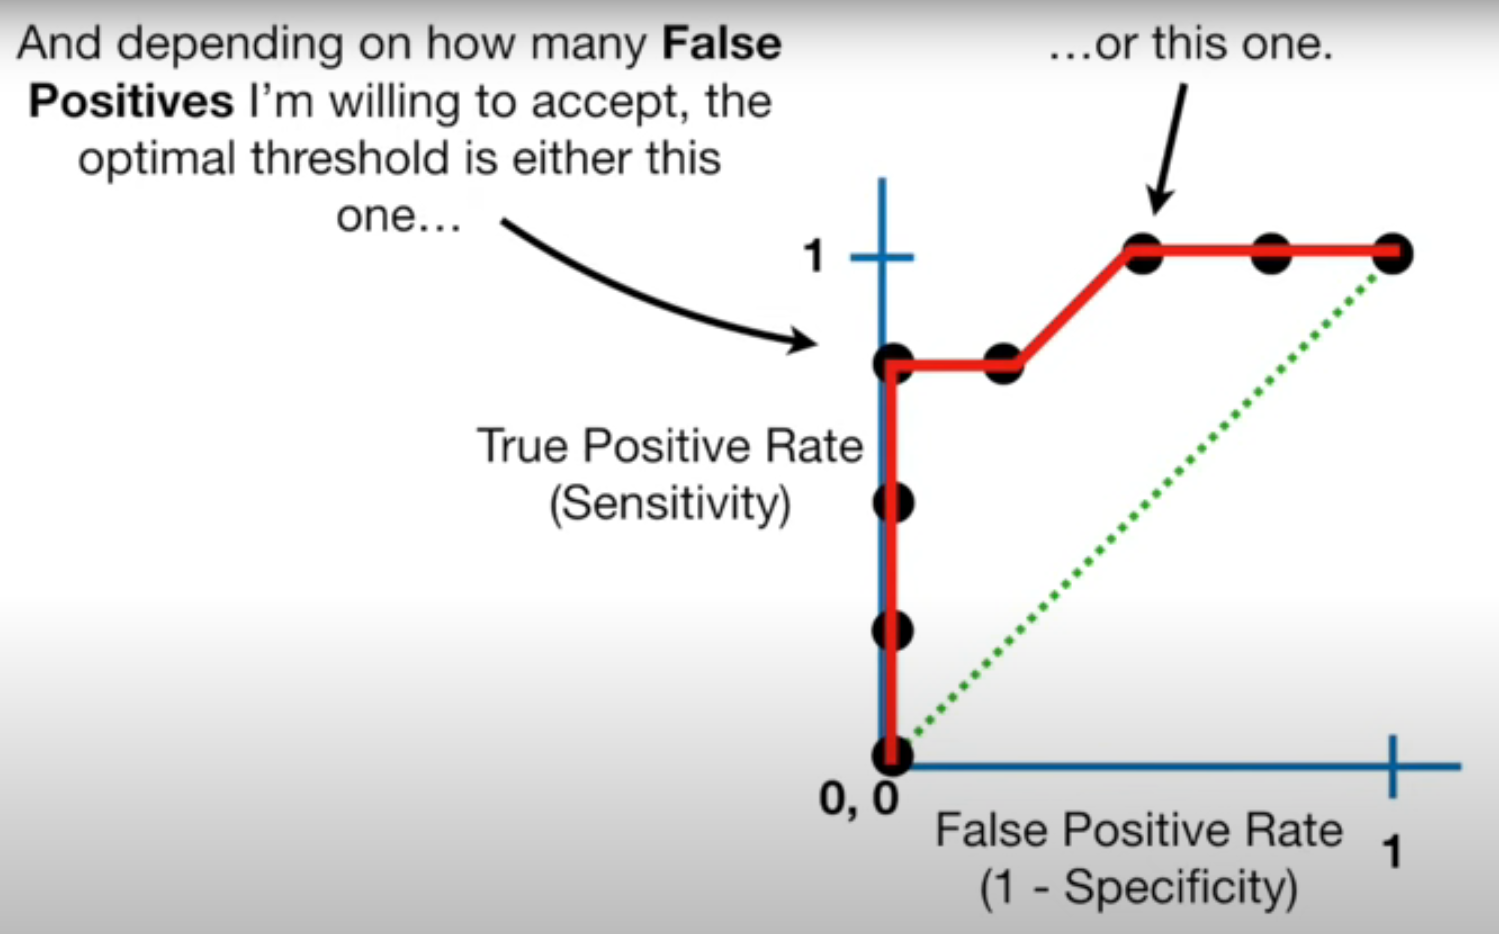 And depending on how many False
Positives I'm willing to accept, the
optimal threshold is either this
one...
...or this one.
1
True Positive Rate
(Sensitivity)
0, 0
False Positive Rate
(1 - Specificity)
1